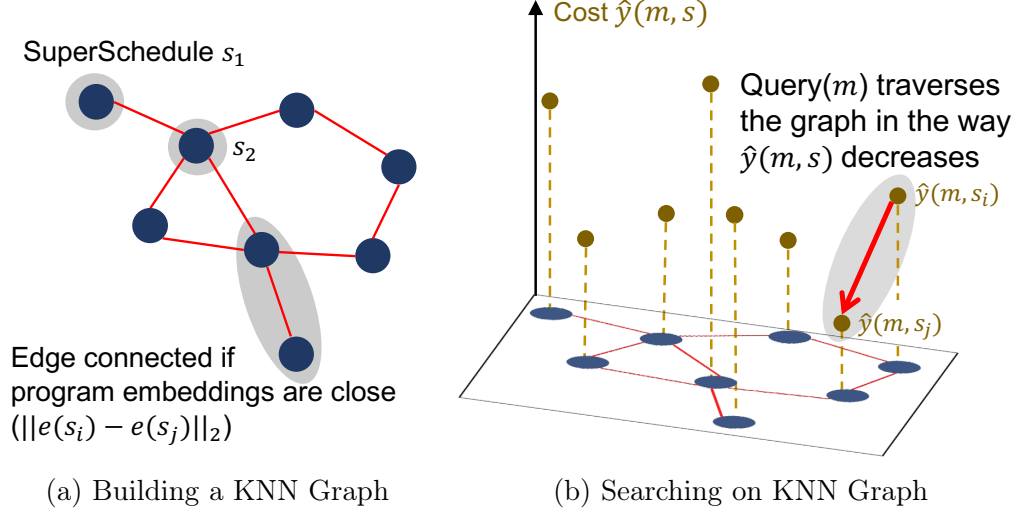 SuperSchedule 𝑠₁
𝑠₂
Edge connected if
program embeddings are close
(||𝑒(𝑠ᵢ) − 𝑒(𝑠ⱼ)||₂)
(a) Building a KNN Graph
Cost ŷ(𝑚, 𝑠)
Query(𝑚) traverses
the graph in the way
ŷ(𝑚, 𝑠) decreases
ŷ(𝑚, 𝑠ᵢ)
ŷ(𝑚, 𝑠ⱼ)
(b) Searching on KNN Graph